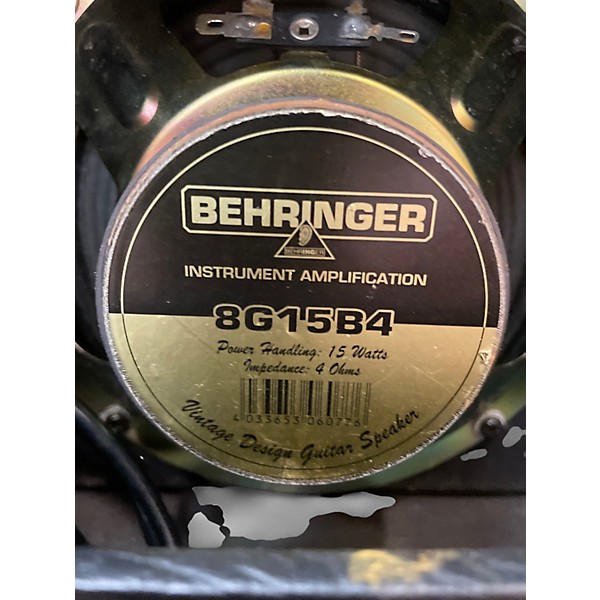 BEHRINGER
BEHRINGER
INSTRUMENT AMPLIFICATION
8G15B4
Power Handling: 15 Watts
Impedance: 4 Ohms
4 033653 060776
Vintage Design Guitar Speaker